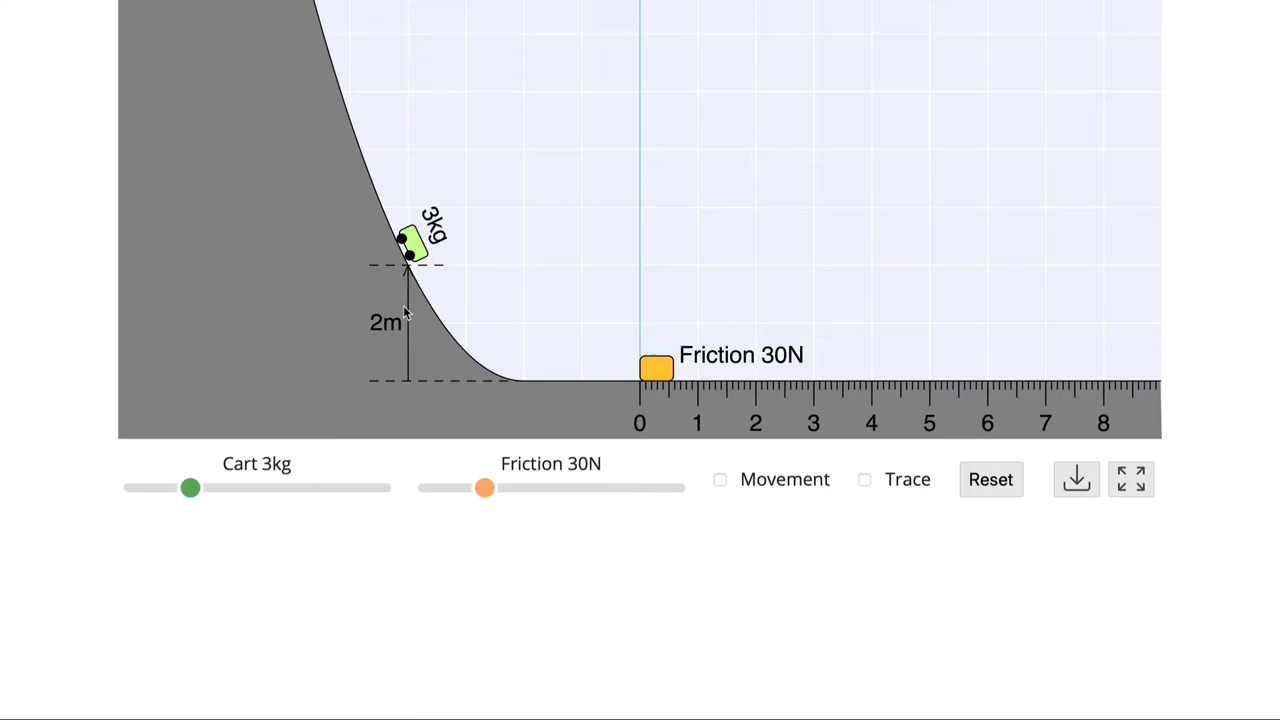 3kg
2m
Friction 30N
0 1 2 3 4 5 6 7 8
Cart 3kg
Friction 30N
Movement
Trace
Reset